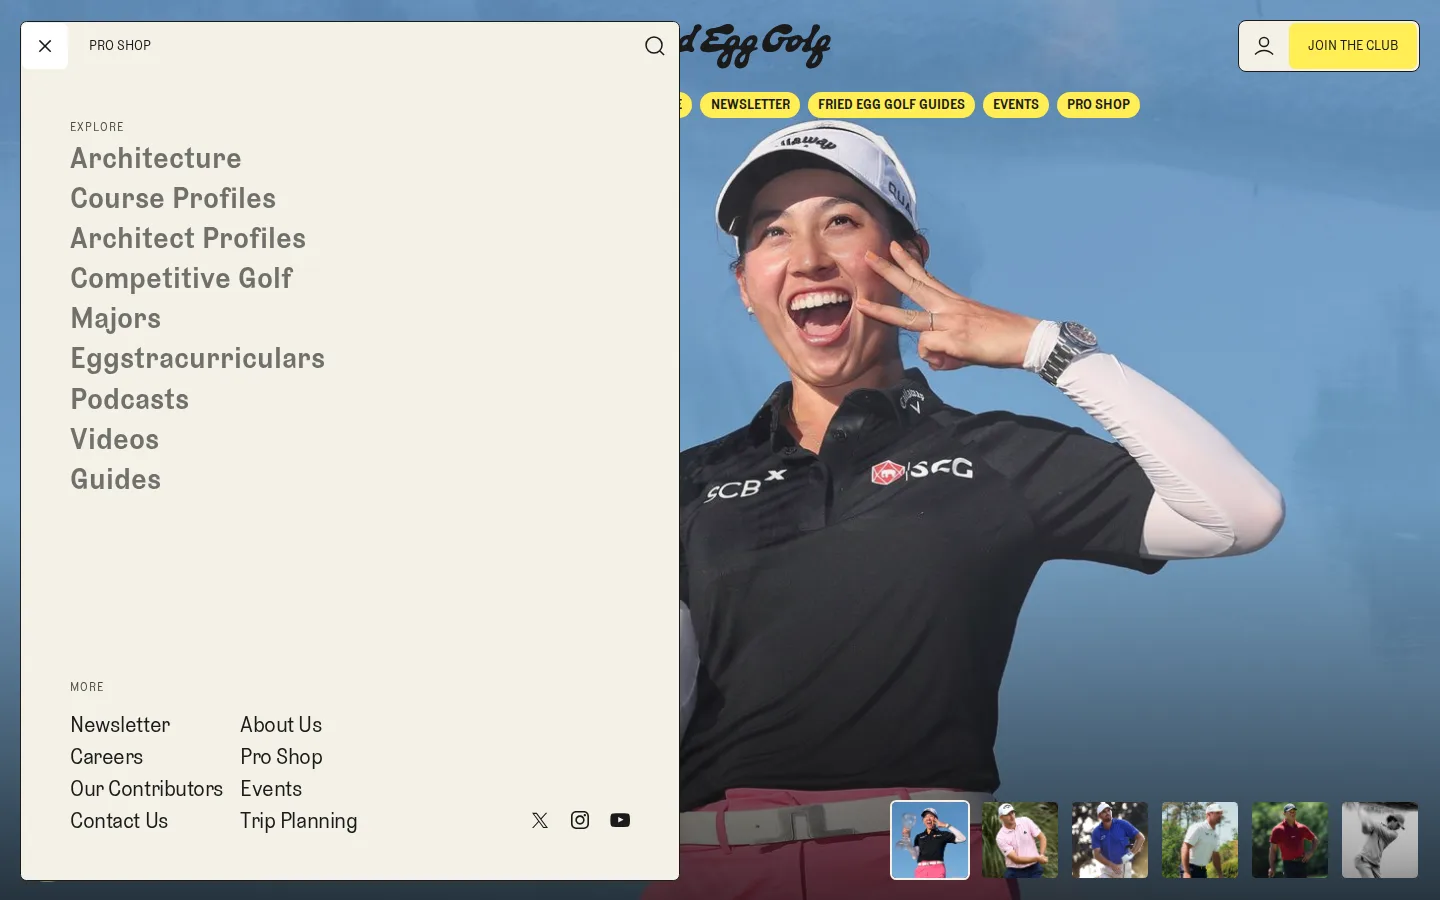 PRO SHOP
d Egg Golf
JOIN THE CLUB
NEWSLETTER
FRIED EGG GOLF GUIDES
EVENTS
PRO SHOP
EXPLORE
Architecture
Course Profiles
Architect Profiles
Competitive Golf
Majors
Eggstracurriculars
Podcasts
Videos
Guides
Callaway
SCBX
MORE
Newsletter
About Us
Careers
Pro Shop
Our Contributors
Events
Contact Us
Trip Planning